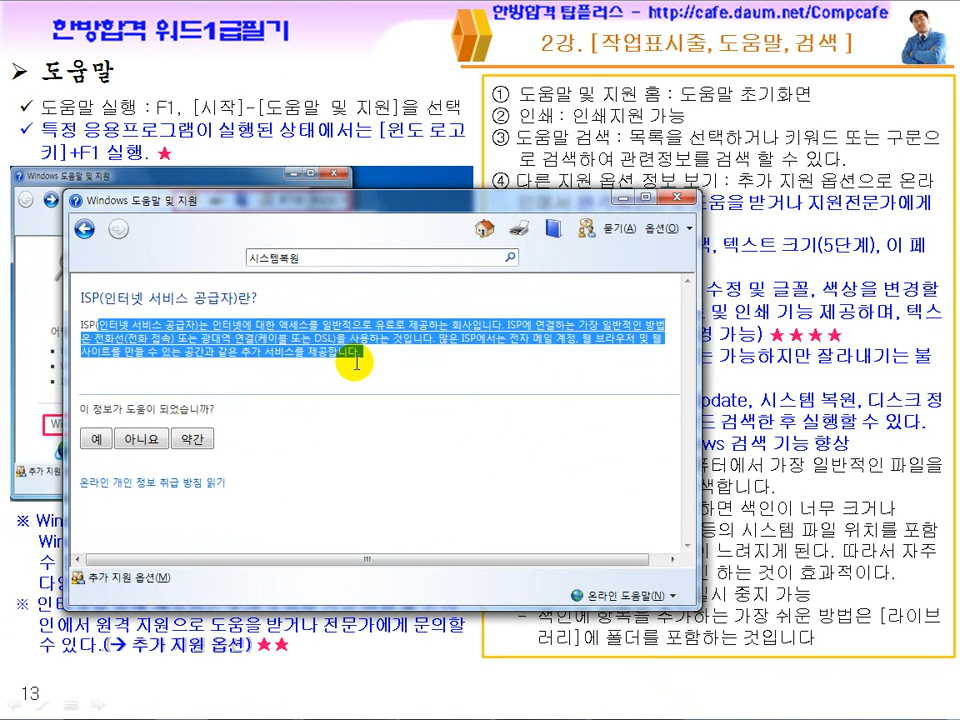 한방합격 워드1급필기
한방합격 탑플러스 - http://cafe.daum.net/Compcafe
2강. [작업표시줄, 도움말, 검색 ]
➢ 도움말
✓ 도움말 실행 : F1, [시작]-[도움말 및 지원]을 선택
✓ 특정 응용프로그램이 실행된 상태에서는 [윈도 로고
키]+F1 실행. ★
Windows 도움말 및 지원
추가 지원
※ Win
Win
수
다양
※ 인터
인에서 원격 지원으로 도움을 받거나 전문가에게 문의할
수 있다.(→ 추가 지원 옵션) ★★
Windows 도움말 및 지원
묻기(A) 옵션(O)
시스템복원
ISP(인터넷 서비스 공급자)란?
ISP(인터넷 서비스 공급자)는 인터넷에 대한 액세스를 일반적으로 유료로 제공하는 회사입니다. ISP에 연결하는 가장 일반적인 방법
은 전화선(전화 접속) 또는 광대역 연결(케이블 또는 DSL)을 사용하는 것입니다. 많은 ISP에서는 전자 메일 계정, 웹 브라우저 및 웹
사이트를 만들 수 있는 공간과 같은 추가 서비스를 제공합니다.
이 정보가 도움이 되었습니까?
예 아니요 약간
온라인 개인 정보 취급 방침 읽기
추가 지원 옵션(M)
온라인 도움말(N)
① 도움말 및 지원 홈 : 도움말 초기화면
② 인쇄 : 인쇄지원 가능
③ 도움말 검색 : 목록을 선택하거나 키워드 또는 구문으
로 검색하여 관련정보를 검색 할 수 있다.
④ 다른 지원 옵션 정보 보기 : 추가 지원 옵션으로 온라
도움을 받거나 지원전문가에게
색, 텍스트 크기(5단계), 이 페
수정 및 글꼴, 색상을 변경할
및 인쇄 기능 제공하며, 텍스
경 가능) ★★★★
는 가능하지만 잘라내기는 불
pdate, 시스템 복원, 디스크 정
드 검색한 후 실행할 수 있다.
ws 검색 기능 향상
퓨터에서 가장 일반적인 파일을
색합니다.
하면 색인이 너무 크거나
등의 시스템 파일 위치를 포함
이 느려지게 된다. 따라서 자주
인 하는 것이 효과적이다.
일시 중지 가능
- 색인에 항목을 추가하는 가장 쉬운 방법은 [라이브
러리]에 폴더를 포함하는 것입니다
13